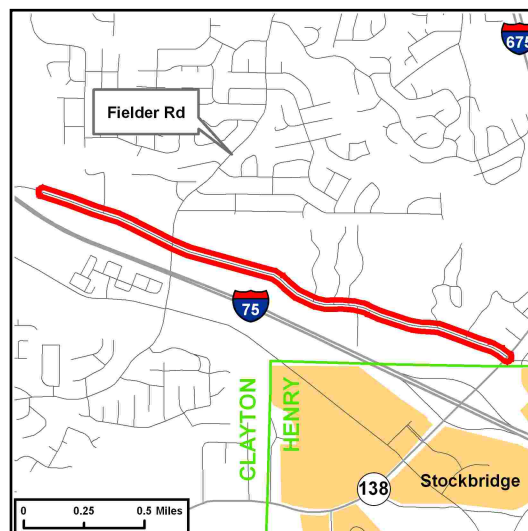 675
Fielder Rd
75
CLAYTON
HENRY
138
Stockbridge
0 0.25 0.5 Miles